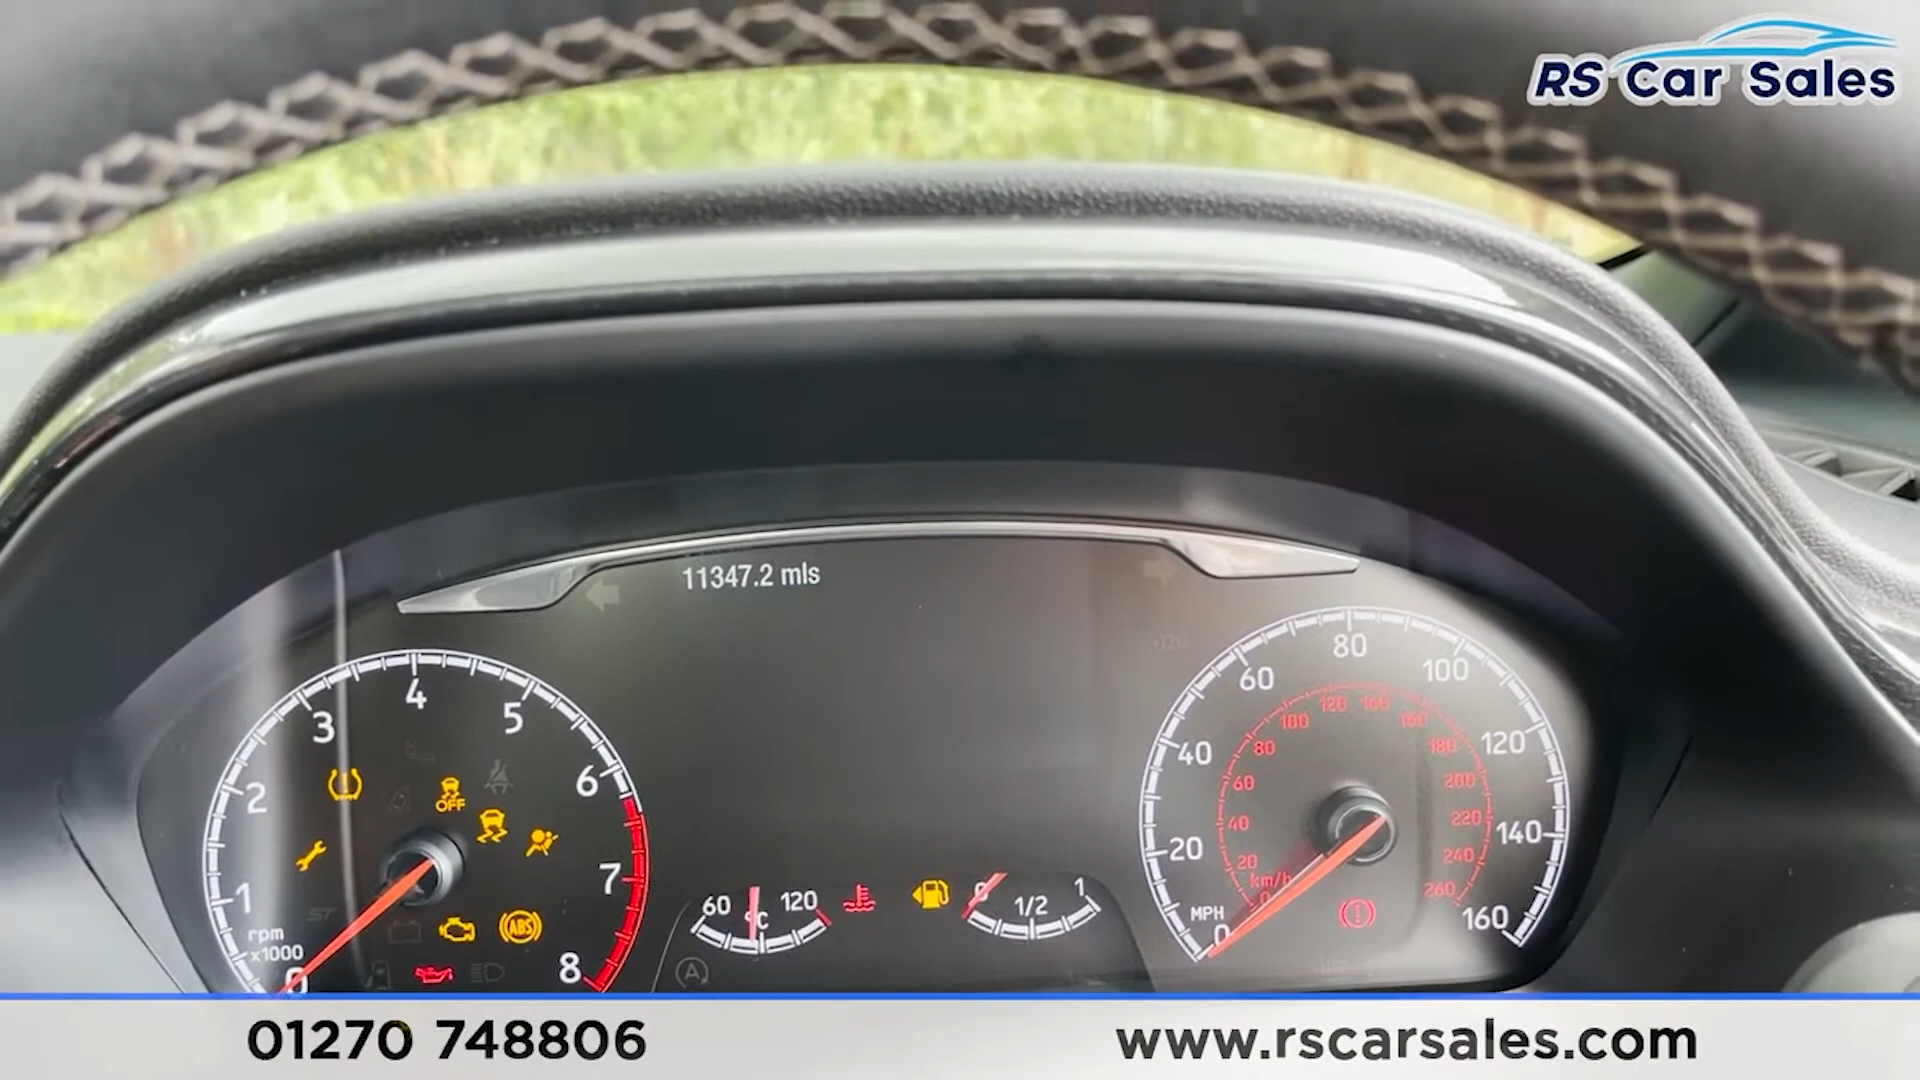 RS Car Sales
11347.2 mls
0 1 2 3 4 5 6 7 8
rpm
x1000
OFF
ABS
60 120
°C
0 1/2 1
A
0 20 40 60 80 100 120 140 160
MPH
0 20 40 60 80 100 120 140 160 180 200 220 240 260
km/h
01270 748806
www.rscarsales.com